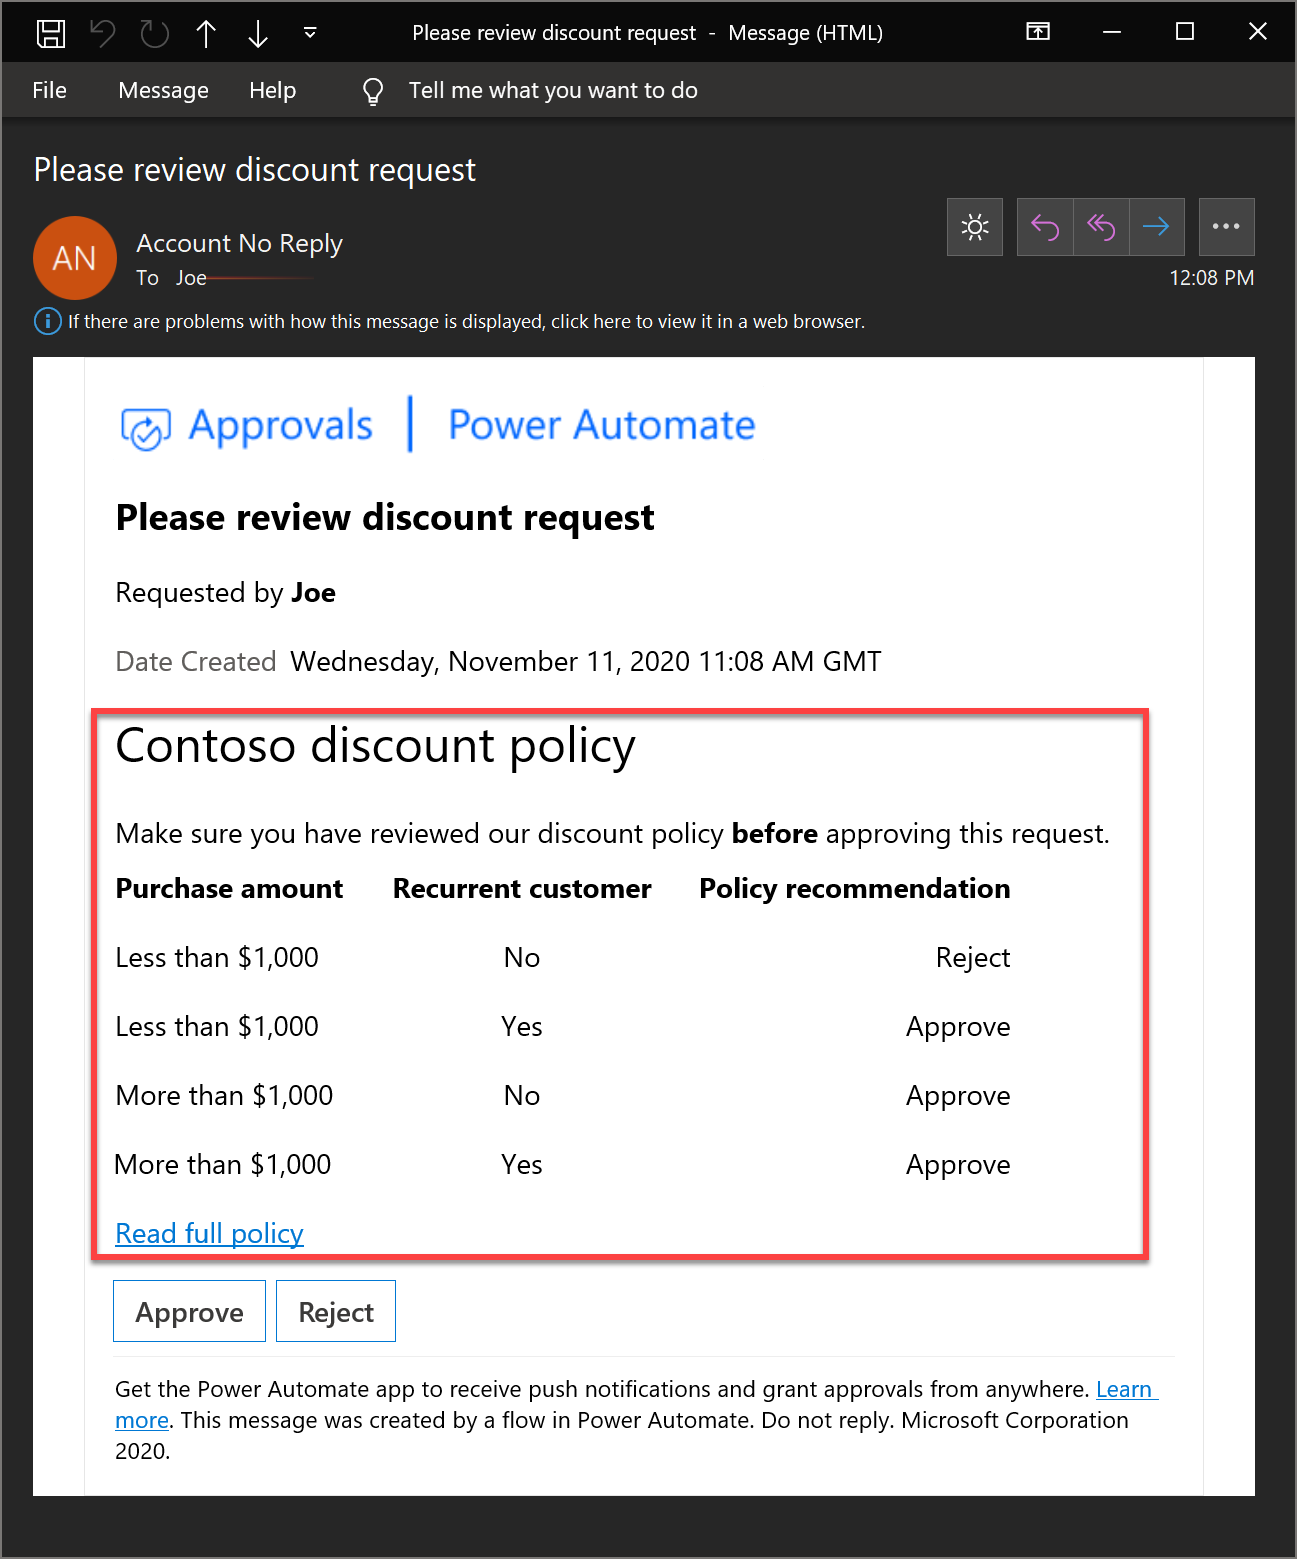 Please review discount request - Message (HTML)
File Message Help Tell me what you want to do
Please review discount request
AN
Account No Reply
To Joe
12:08 PM
If there are problems with how this message is displayed, click here to view it in a web browser.
Approvals | Power Automate
Please review discount request
Requested by Joe
Date Created Wednesday, November 11, 2020 11:08 AM GMT
Contoso discount policy
Make sure you have reviewed our discount policy before approving this request.
Purchase amount Recurrent customer Policy recommendation
Less than $1,000 No Reject
Less than $1,000 Yes Approve
More than $1,000 No Approve
More than $1,000 Yes Approve
Read full policy
Approve Reject
Get the Power Automate app to receive push notifications and grant approvals from anywhere. Learn
more. This message was created by a flow in Power Automate. Do not reply. Microsoft Corporation
2020.